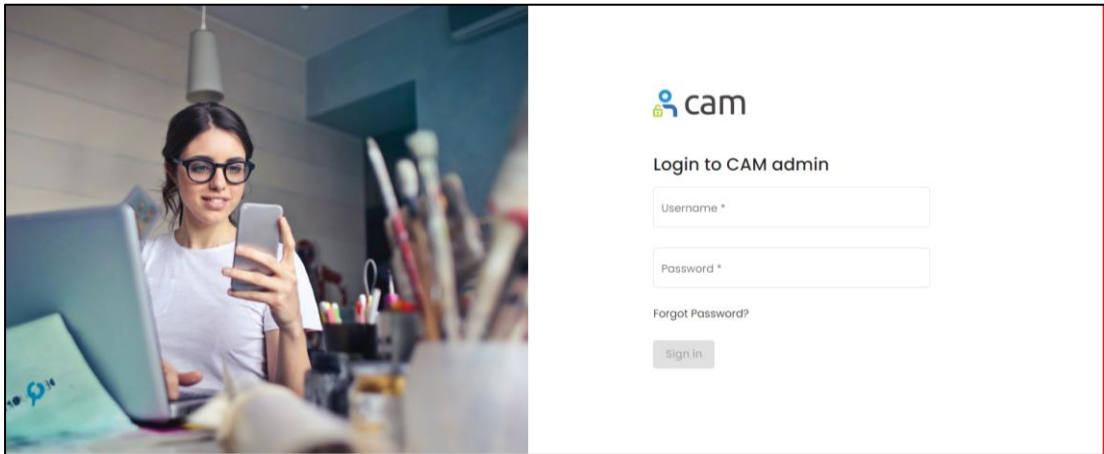 cam
Login to CAM admin
Username *
Password *
Forgot Password?
Sign in